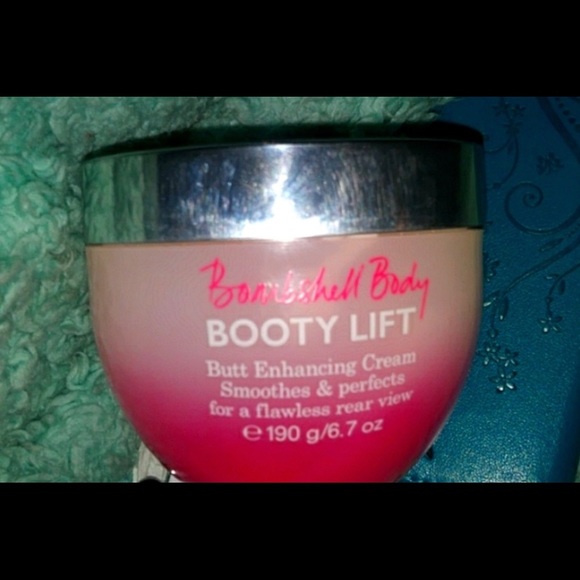 Bombshell Body
BOOTY LIFT
Butt Enhancing Cream
Smoothes & perfects
for a flawless rear view
℮ 190 g/6.7 oz